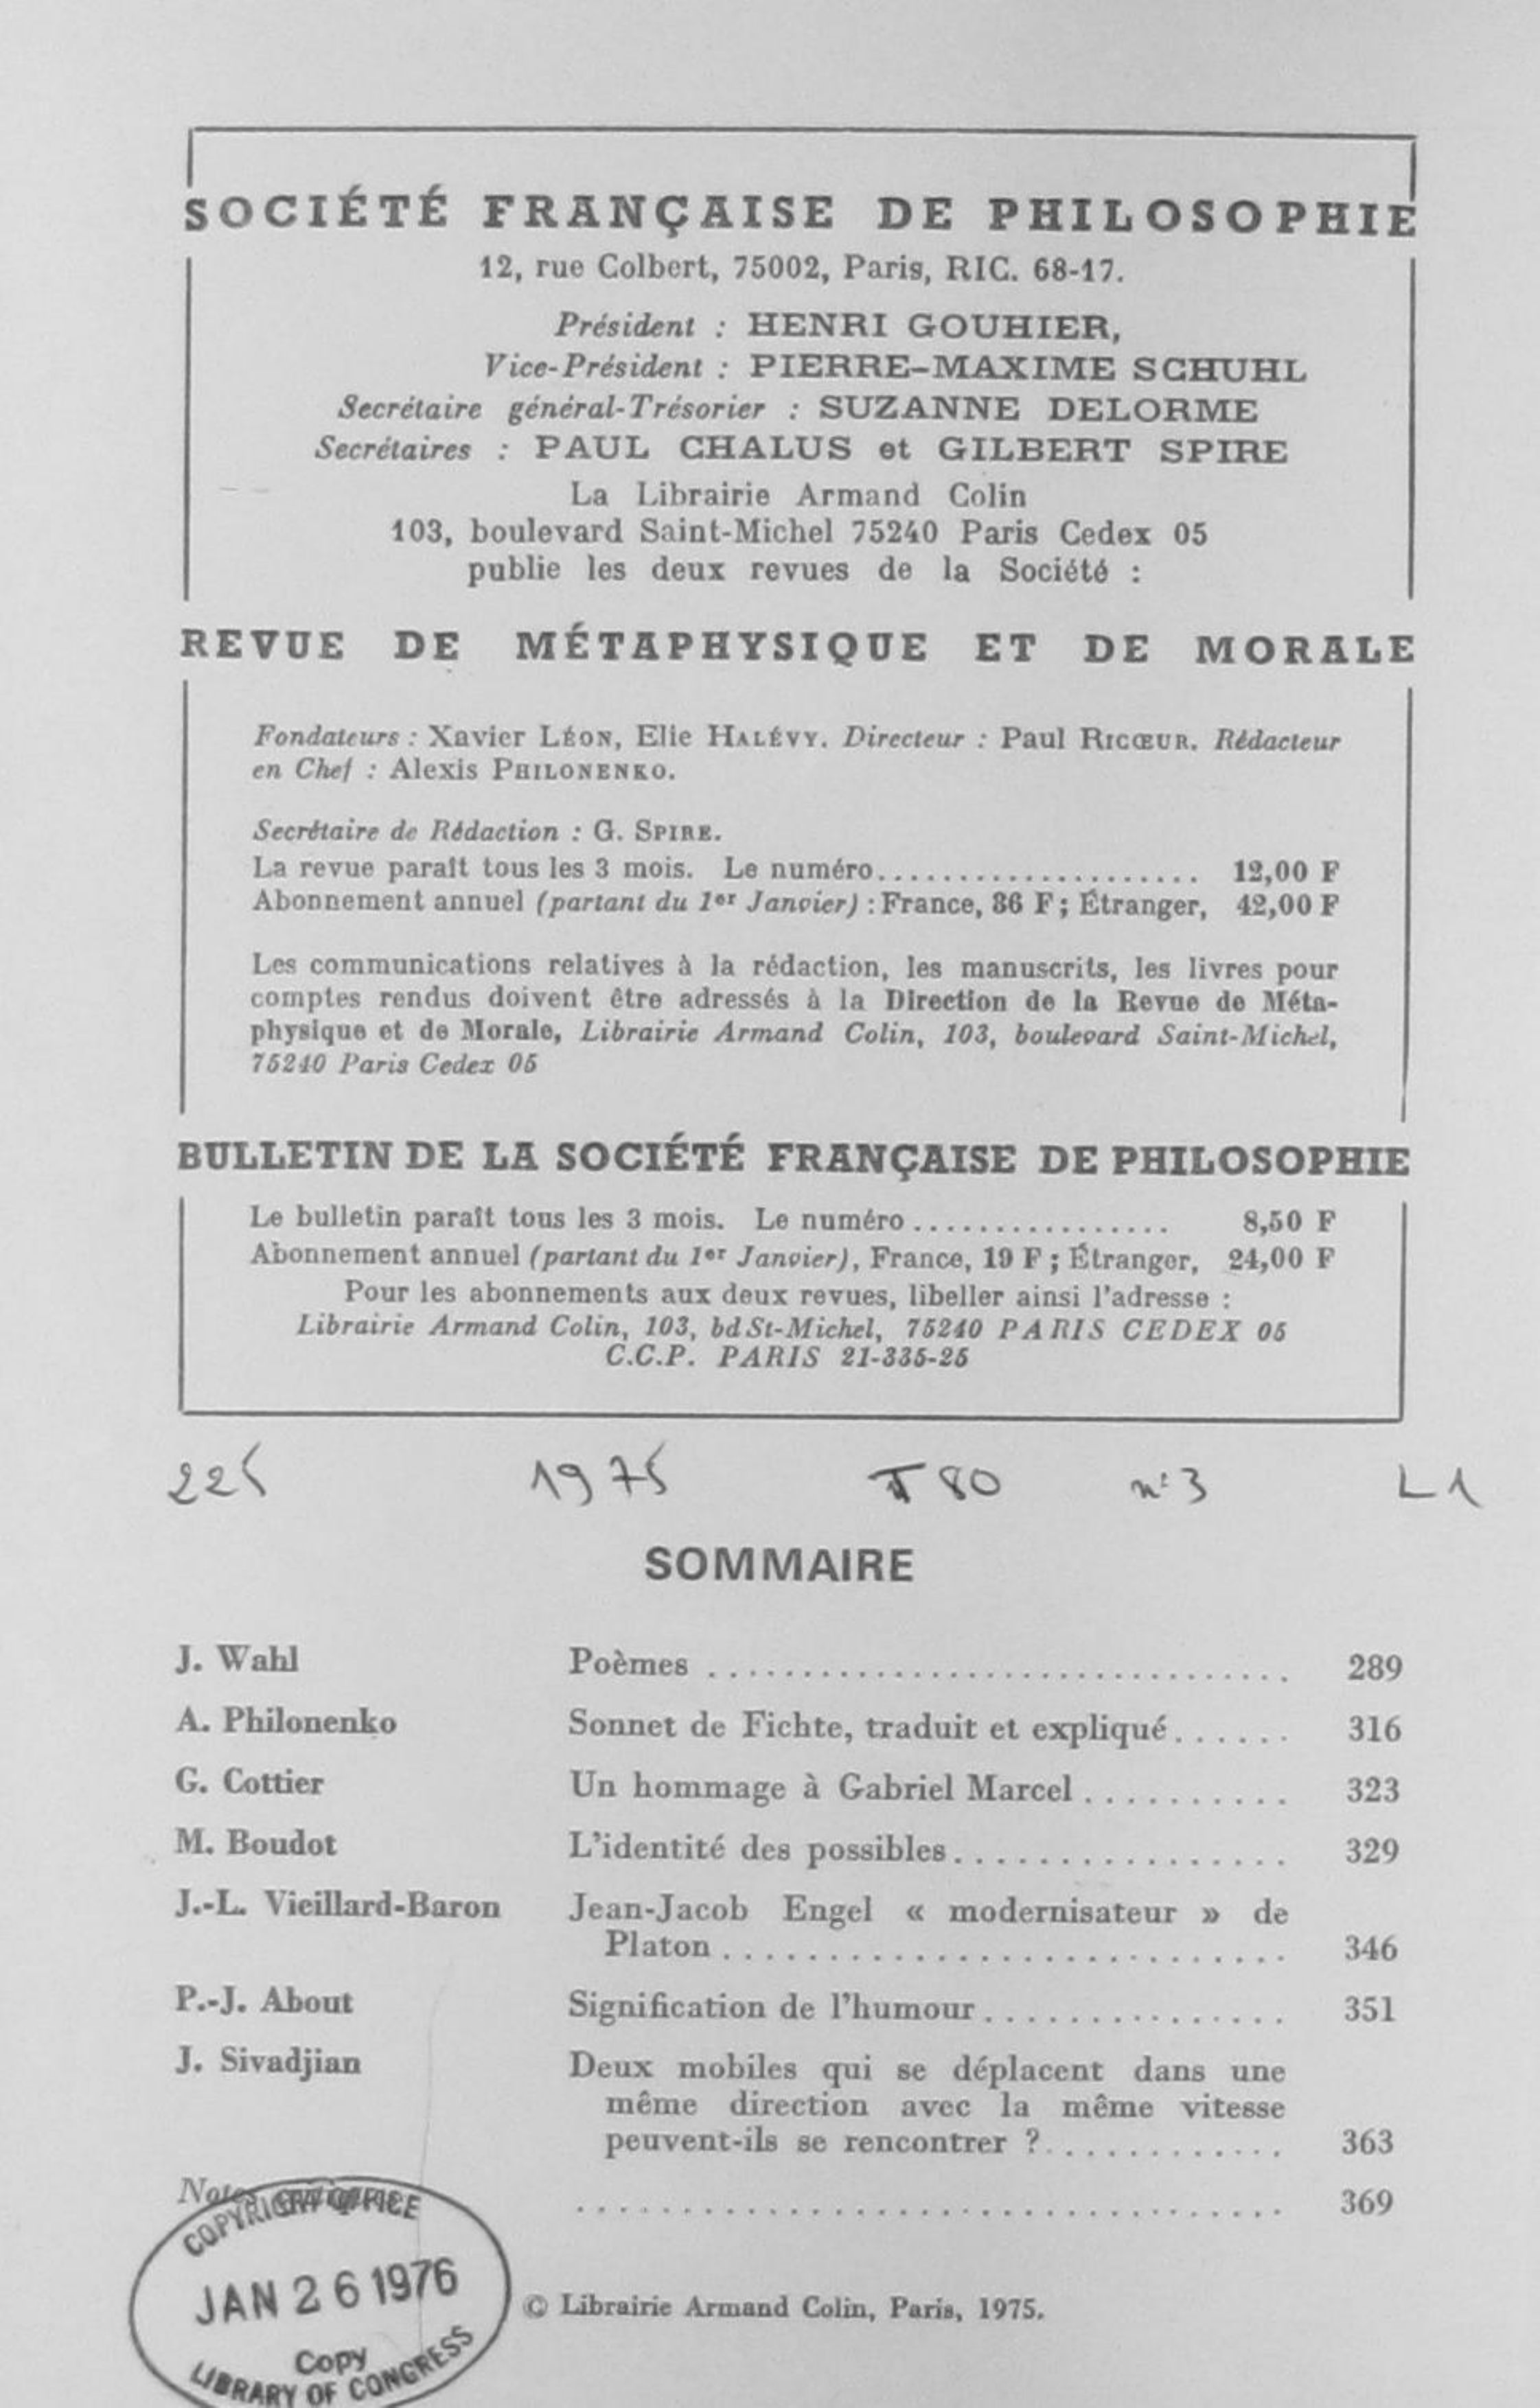 SOCIÉTÉ FRANÇAISE DE PHILOSOPHIE
12, rue Colbert, 75002, Paris, RIC. 68-17.
Président : HENRI GOUHIER,
Vice-Président : PIERRE-MAXIME SCHUHL
Secrétaire général-Trésorier : SUZANNE DELORME
Secrétaires : PAUL CHALUS et GILBERT SPIRE
La Librairie Armand Colin
103, boulevard Saint-Michel 75240 Paris Cedex 05
publie les deux revues de la Société :
REVUE DE MÉTAPHYSIQUE ET DE MORALE
Fondateurs : Xavier LÉON, Elie HALÉVY. Directeur : Paul RICŒUR. Rédacteur
en Chef : Alexis PHILONENKO.
Secrétaire de Rédaction : G. SPIRE.
La revue paraît tous les 3 mois. Le numéro.................... 12,00 F
Abonnement annuel (partant du 1er Janvier) : France, 36 F ; Étranger, 42,00 F
Les communications relatives à la rédaction, les manuscrits, les livres pour
comptes rendus doivent être adressés à la Direction de la Revue de Méta-
physique et de Morale, Librairie Armand Colin, 103, boulevard Saint-Michel,
75240 Paris Cedex 05
BULLETIN DE LA SOCIÉTÉ FRANÇAISE DE PHILOSOPHIE
Le bulletin paraît tous les 3 mois. Le numéro ................ 8,50 F
Abonnement annuel (partant du 1er Janvier), France, 19 F ; Étranger, 24,00 F
Pour les abonnements aux deux revues, libeller ainsi l'adresse :
Librairie Armand Colin, 103, bd St-Michel, 75240 PARIS CEDEX 05
C.C.P. PARIS 21-335-25
225 1975 T 80 n° 3 L1
SOMMAIRE
J. Wahl Poèmes ............................... 289
A. Philonenko Sonnet de Fichte, traduit et expliqué...... 316
G. Cottier Un hommage à Gabriel Marcel .......... 323
M. Boudot L'identité des possibles................ 329
J.-L. Vieillard-Baron Jean-Jacob Engel « modernisateur » de
Platon ........................... 346
P.-J. About Signification de l'humour............... 351
J. Sivadjian Deux mobiles qui se déplacent dans une
même direction avec la même vitesse
peuvent-ils se rencontrer ?............ 363
Notes critiques .................................. 369
COPYRIGHT OFFICE
JAN 26 1976
Copy
LIBRARY OF CONGRESS
© Librairie Armand Colin, Paris, 1975.